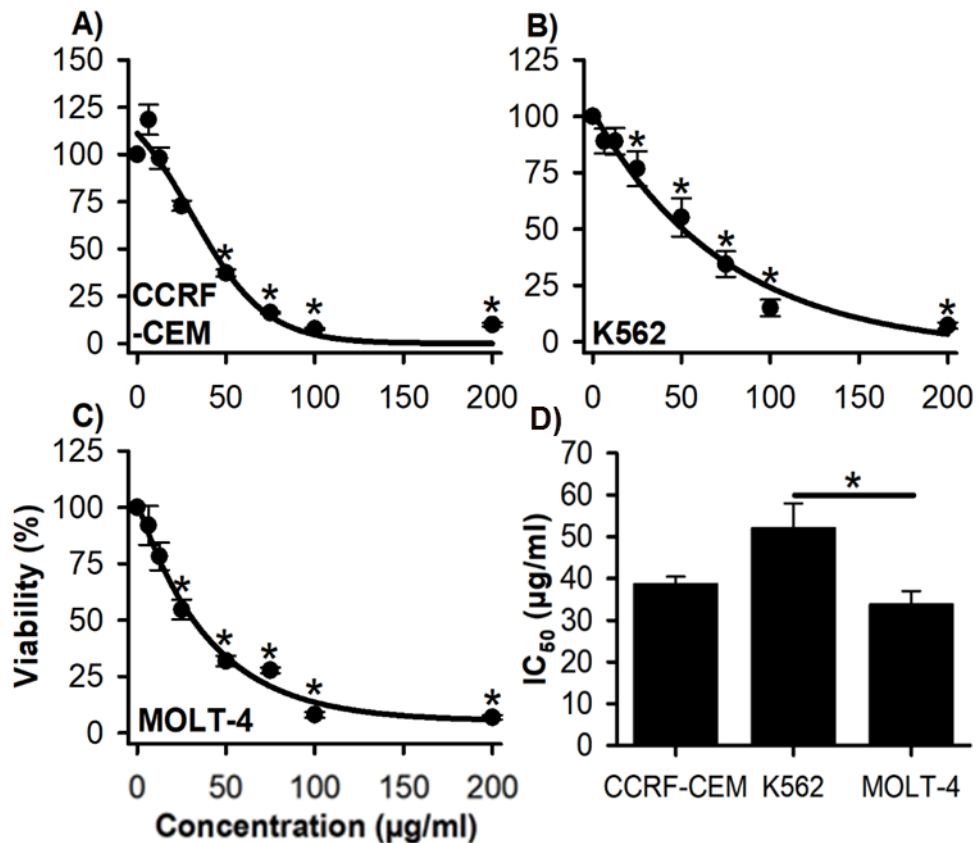 A)
150
125
100
75
50
25
0
*
*
*
*
CCRF
-CEM
0 50 100 150 200
B)
125
100
75
50
25
0
*
*
*
*
*
K562
0 50 100 150 200
C)
Viability (%)
125
100
75
50
25
0
*
*
*
*
*
MOLT-4
0 50 100 150 200
Concentration (µg/ml)
D)
IC50 (µg/ml)
70
60
50
40
30
20
10
0
*
CCRF-CEM K562 MOLT-4